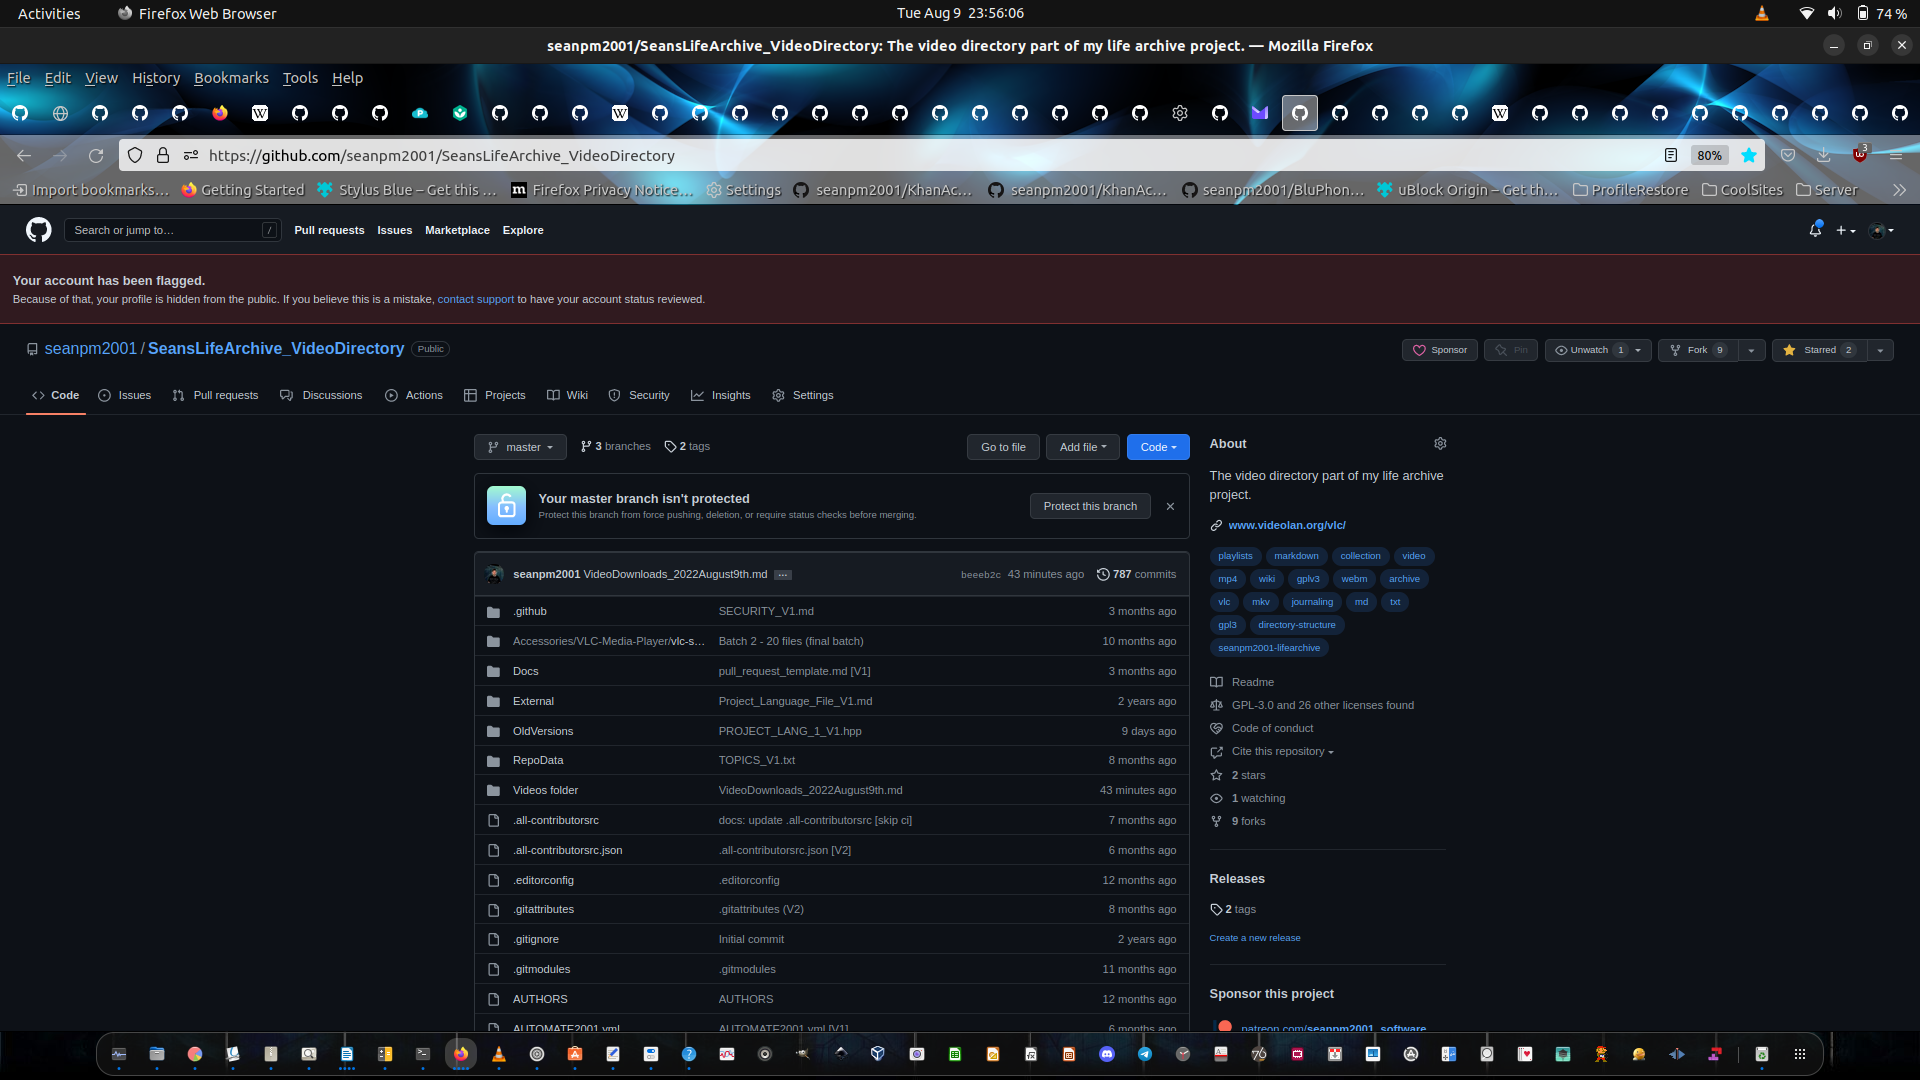 Activities Firefox Web Browser Tue Aug 9 23:56:06 74 %
seanpm2001/SeansLifeArchive_VideoDirectory: The video directory part of my life archive project. — Mozilla Firefox
File Edit View History Bookmarks Tools Help
https://github.com/seanpm2001/SeansLifeArchive_VideoDirectory 80% 3
Import bookmarks… Getting Started Stylus Blue – Get this … Firefox Privacy Notice… Settings seanpm2001/KhanAc… seanpm2001/KhanAc… seanpm2001/BluPhon… uBlock Origin – Get th… ProfileRestore CoolSites Server
Search or jump to… / Pull requests Issues Marketplace Explore
Your account has been flagged.
Because of that, your profile is hidden from the public. If you believe this is a mistake, contact support to have your account status reviewed.
seanpm2001 / SeansLifeArchive_VideoDirectory Public Sponsor Pin Unwatch 1 Fork 9 Starred 2
Code Issues Pull requests Discussions Actions Projects Wiki Security Insights Settings
master 3 branches 2 tags Go to file Add file Code
Your master branch isn't protected
Protect this branch from force pushing, deletion, or require status checks before merging.
Protect this branch
seanpm2001 VideoDownloads_2022August9th.md … beeeb2c 43 minutes ago 787 commits
.github SECURITY_V1.md 3 months ago
Accessories/VLC-Media-Player/vlc-s… Batch 2 - 20 files (final batch) 10 months ago
Docs pull_request_template.md [V1] 3 months ago
External Project_Language_File_V1.md 2 years ago
OldVersions PROJECT_LANG_1_V1.hpp 9 days ago
RepoData TOPICS_V1.txt 8 months ago
Videos folder VideoDownloads_2022August9th.md 43 minutes ago
.all-contributorsrc docs: update .all-contributorsrc [skip ci] 7 months ago
.all-contributorsrc.json .all-contributorsrc.json [V2] 6 months ago
.editorconfig .editorconfig 12 months ago
.gitattributes .gitattributes (V2) 8 months ago
.gitignore Initial commit 2 years ago
.gitmodules .gitmodules 11 months ago
AUTHORS AUTHORS 12 months ago
AUTOMATE2001.yml AUTOMATE2001.yml [V1] 6 months ago
About
The video directory part of my life archive
project.
www.videolan.org/vlc/
playlists markdown collection video
mp4 wiki gplv3 webm archive
vlc mkv journaling md txt
gpl3 directory-structure
seanpm2001-lifearchive
Readme
GPL-3.0 and 26 other licenses found
Code of conduct
Cite this repository
2 stars
1 watching
9 forks
Releases
2 tags
Create a new release
Sponsor this project
patreon.com/seanpm2001_software